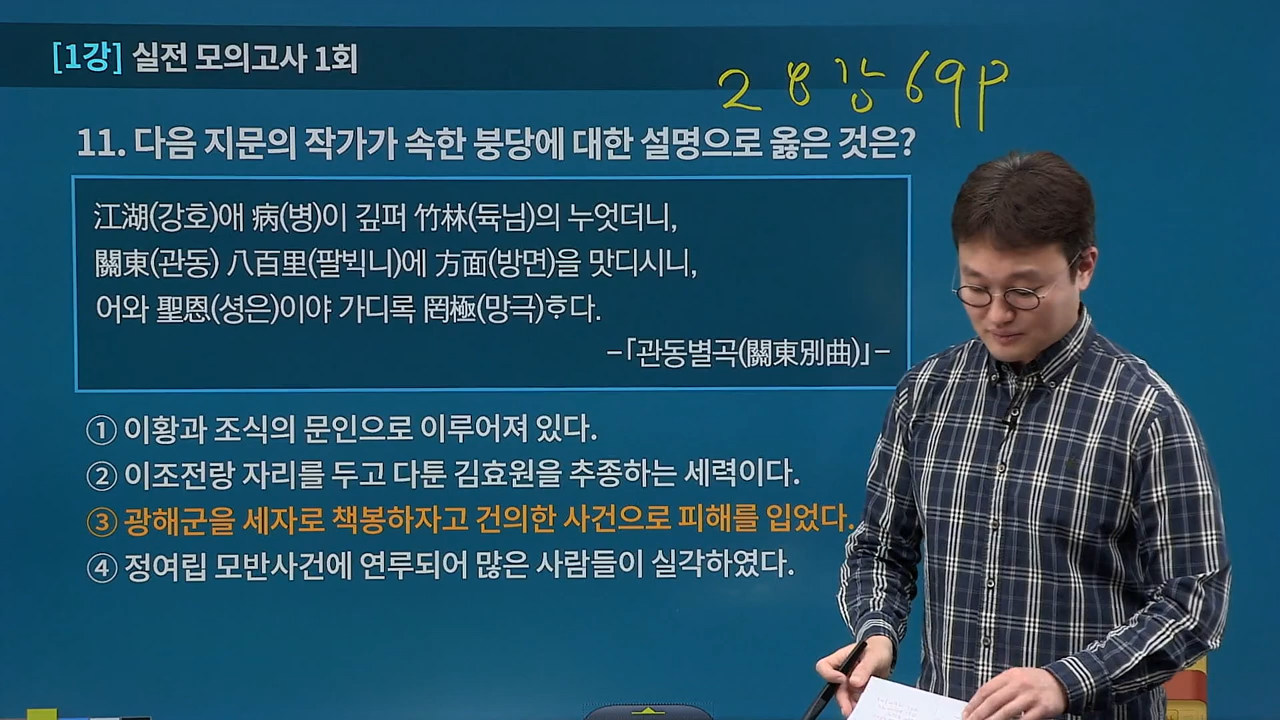 [1강] 실전 모의고사 1회
28강 69p
11. 다음 지문의 작가가 속한 붕당에 대한 설명으로 옳은 것은?
江湖(강호)애 病(병)이 깊퍼 竹林(듁님)의 누엇더니,
關東(관동) 八百里(팔빅니)에 方面(방면)을 맛디시니,
어와 聖恩(셩은)이야 가디록 罔極(망극)ᄒᆞ다.
–「관동별곡(關東別曲)」–
① 이황과 조식의 문인으로 이루어져 있다.
② 이조전랑 자리를 두고 다툰 김효원을 추종하는 세력이다.
③ 광해군을 세자로 책봉하자고 건의한 사건으로 피해를 입었다.
④ 정여립 모반사건에 연루되어 많은 사람들이 실각하였다.